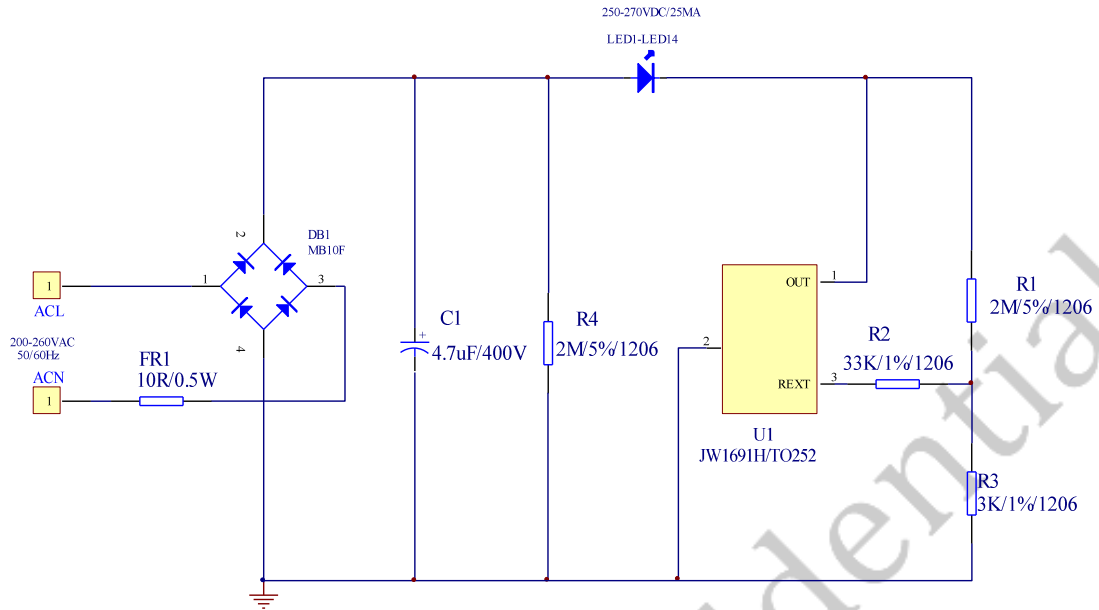 250-270VDC/25MA
LED1-LED14
2
DB1
MB10F
1
3
4
1
ACL
200-260VAC
50/60Hz
ACN
1
FR1
10R/0.5W
C1
+
4.7uF/400V
R4
2M/5%/1206
OUT
1
2
REXT
3
U1
JW1691H/TO252
R1
2M/5%/1206
R2
33K/1%/1206
R3
3K/1%/1206